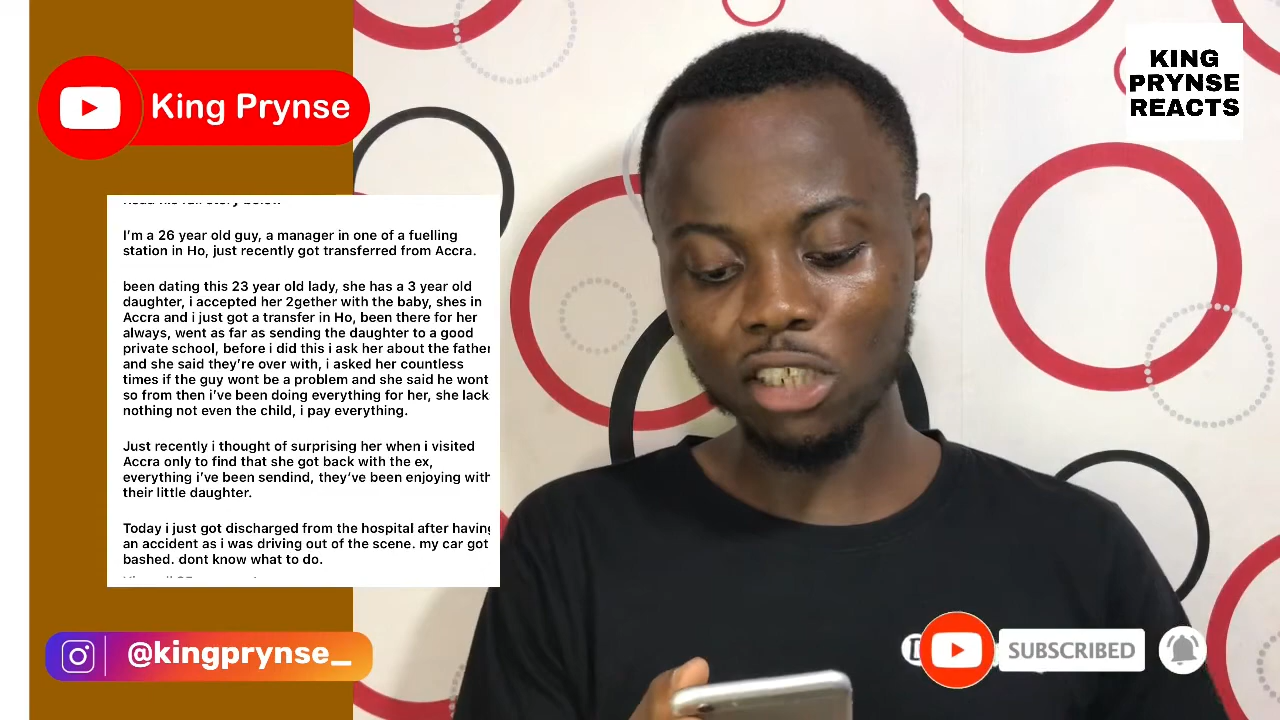 King Prynse
KING
PRYNSE
REACTS
I'm a 26 year old guy, a manager in one of a fuelling
station in Ho, just recently got transferred from Accra.
been dating this 23 year old lady, she has a 3 year old
daughter, i accepted her 2gether with the baby, shes in
Accra and i just got a transfer in Ho, been there for her
always, went as far as sending the daughter to a good
private school, before i did this i ask her about the father
and she said they're over with, i asked her countless
times if the guy wont be a problem and she said he wont
so from then i've been doing everything for her, she lack
nothing not even the child, i pay everything.
Just recently i thought of surprising her when i visited
Accra only to find that she got back with the ex,
everything i've been sendind, they've been enjoying with
their little daughter.
Today i just got discharged from the hospital after having
an accident as i was driving out of the scene. my car got
bashed. dont know what to do.
@kingprynse_
SUBSCRIBED